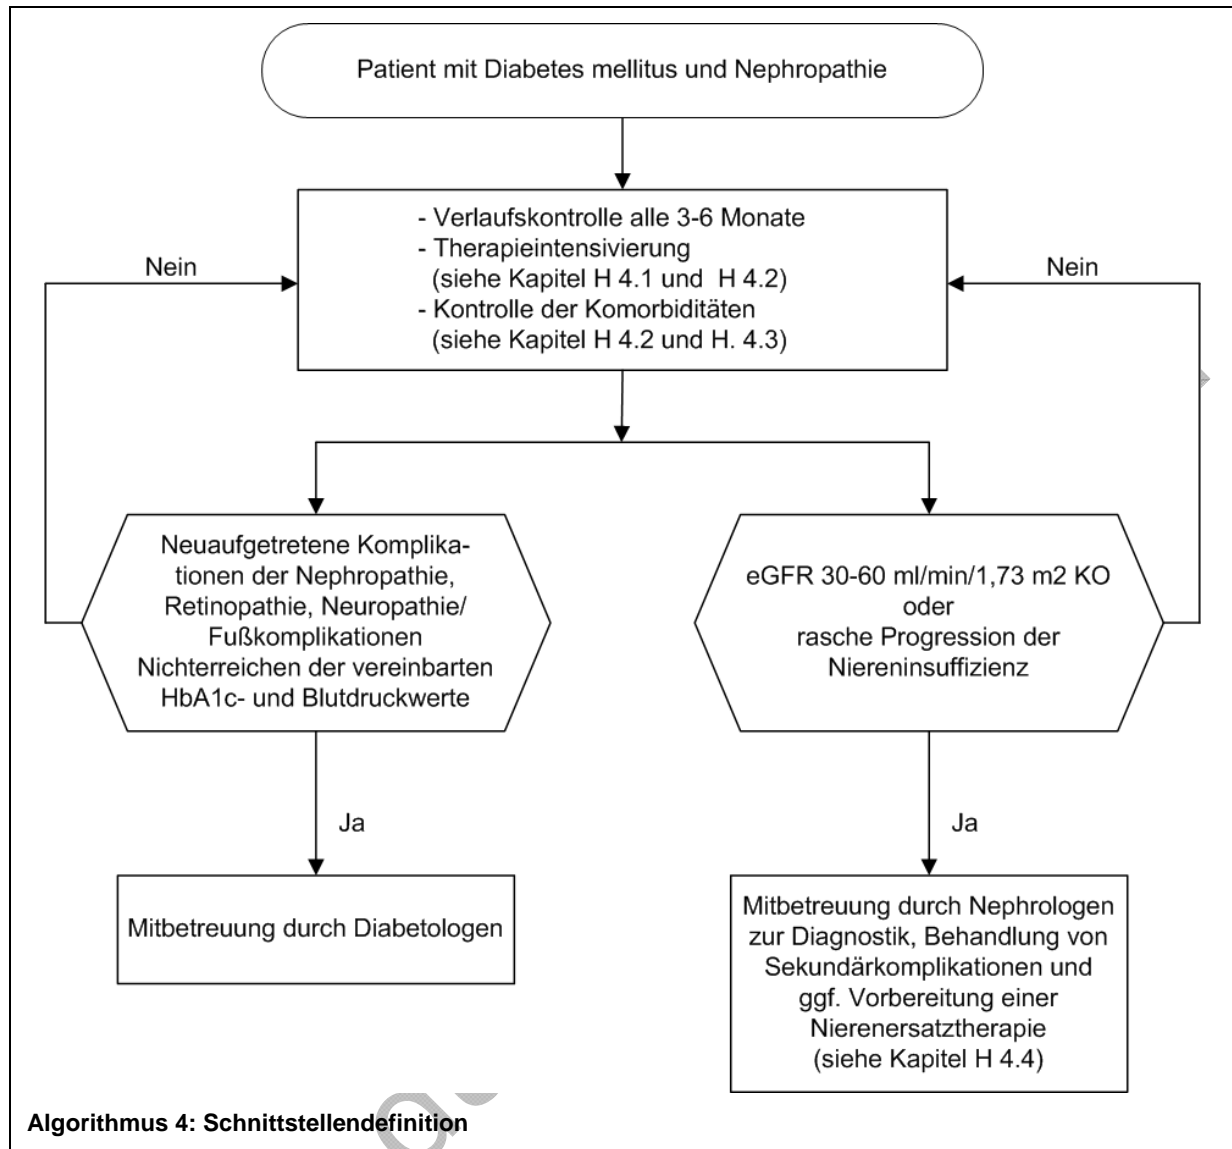 Patient mit Diabetes mellitus und Nephropathie
- Verlaufskontrolle alle 3-6 Monate
- Therapieintensivierung
(siehe Kapitel H 4.1 und H 4.2)
- Kontrolle der Komorbiditäten
(siehe Kapitel H 4.2 und H. 4.3)
Nein
Nein
Neuaufgetretene Komplika-
tionen der Nephropathie,
Retinopathie, Neuropathie/
Fußkomplikationen
Nichterreichen der vereinbarten
HbA1c- und Blutdruckwerte
eGFR 30-60 ml/min/1,73 m2 KO
oder
rasche Progression der
Niereninsuffizienz
Ja
Ja
Mitbetreuung durch Diabetologen
Mitbetreuung durch Nephrologen
zur Diagnostik, Behandlung von
Sekundärkomplikationen und
ggf. Vorbereitung einer
Nierenersatztherapie
(siehe Kapitel H 4.4)
Algorithmus 4: Schnittstellendefinition